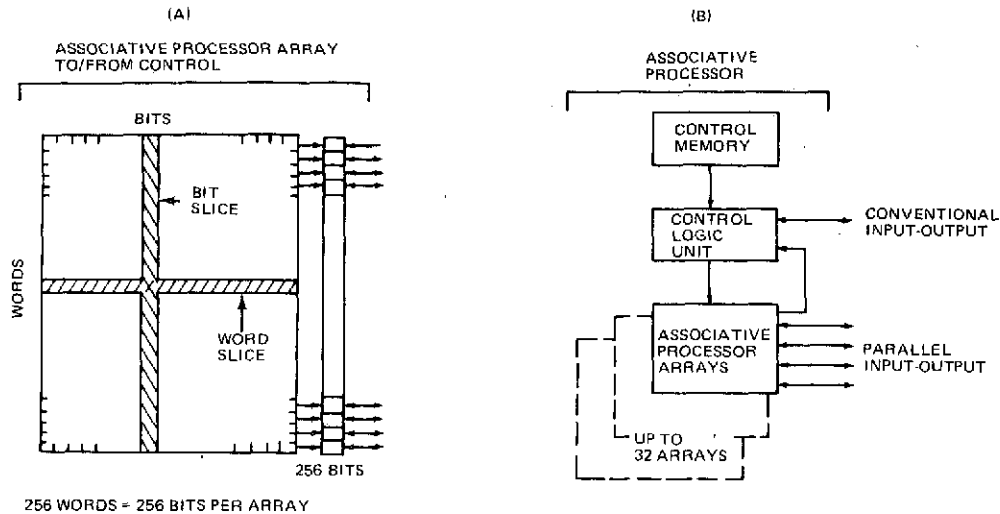 (A)
ASSOCIATIVE PROCESSOR ARRAY
TO/FROM CONTROL
BITS
BIT
SLICE
WORDS
WORD
SLICE
256 BITS
256 WORDS = 256 BITS PER ARRAY
(B)
ASSOCIATIVE
PROCESSOR
CONTROL
MEMORY
CONTROL
LOGIC
UNIT
CONVENTIONAL
INPUT-OUTPUT
ASSOCIATIVE
PROCESSOR
ARRAYS
PARALLEL
INPUT-OUTPUT
UP TO
32 ARRAYS